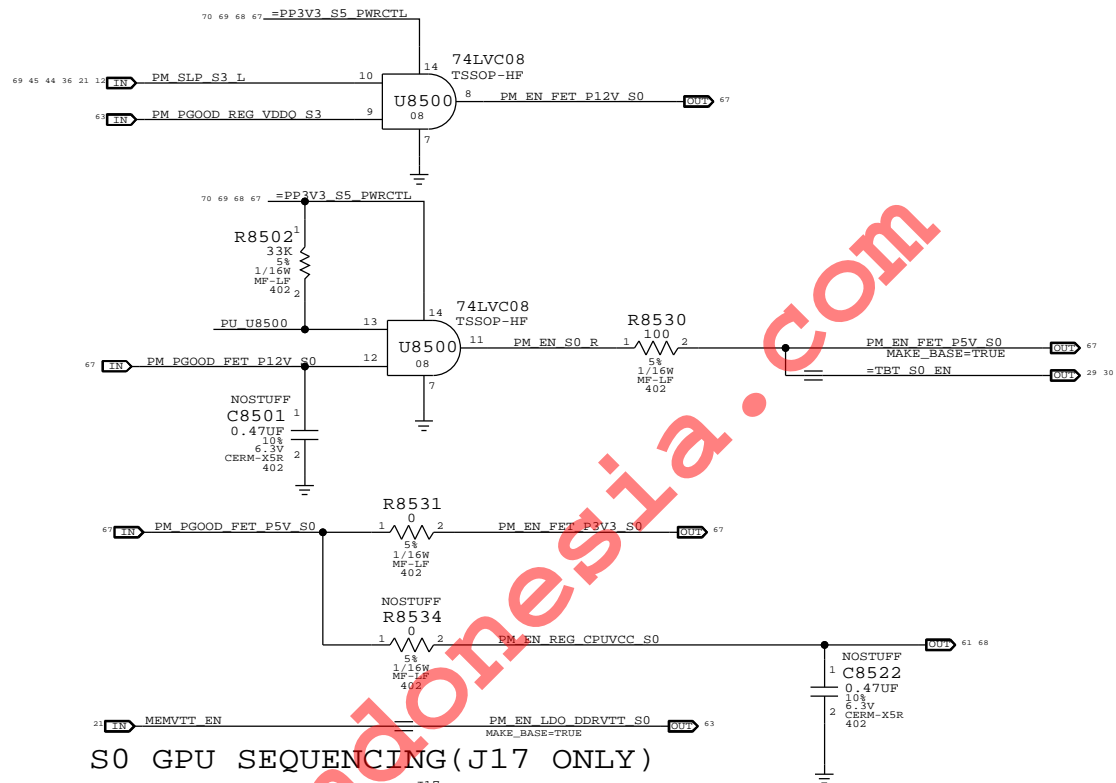 70 69 68 67 =PP3V3_S5_PWRCTL
14
74LVC08
TSSOP-HF
69 45 44 36 21 12 IN PM_SLP_S3_L 10
U8500
08
8 PM_EN_FET_P12V_S0 OUT 67
63 IN PM_PGOOD_REG_VDDQ_S3 9
7
70 69 68 67 =PP3V3_S5_PWRCTL
R8502
1
33K
5%
1/16W
MF-LF
402
2
14
74LVC08
TSSOP-HF
PU_U8500 13
U8500
08
11 PM_EN_S0_R
R8530
100
1 2
5%
1/16W
MF-LF
402
PM_EN_FET_P5V_S0 OUT 67
MAKE_BASE=TRUE
=TBT_S0_EN OUT 29 30
67 IN PM_PGOOD_FET_P12V_S0 12
7
NOSTUFF
C8501
1
0.47UF
10%
6.3V
2
CERM-X5R
402
67 IN PM_PGOOD_FET_P5V_S0
R8531
0
1 2
5%
1/16W
MF-LF
402
PM_EN_FET_P3V3_S0 OUT 67
NOSTUFF
R8534
0
1 2
5%
1/16W
MF-LF
402
PM_EN_REG_CPUVCC_S0 OUT 61 68
NOSTUFF
1
C8522
0.47UF
10%
6.3V
2
CERM-X5R
402
21 IN MEMVTT_EN
PM_EN_LDO_DDRVTT_S0 OUT 63
MAKE_BASE=TRUE
S0 GPU SEQUENCING(J17 ONLY)
ndonesia.com